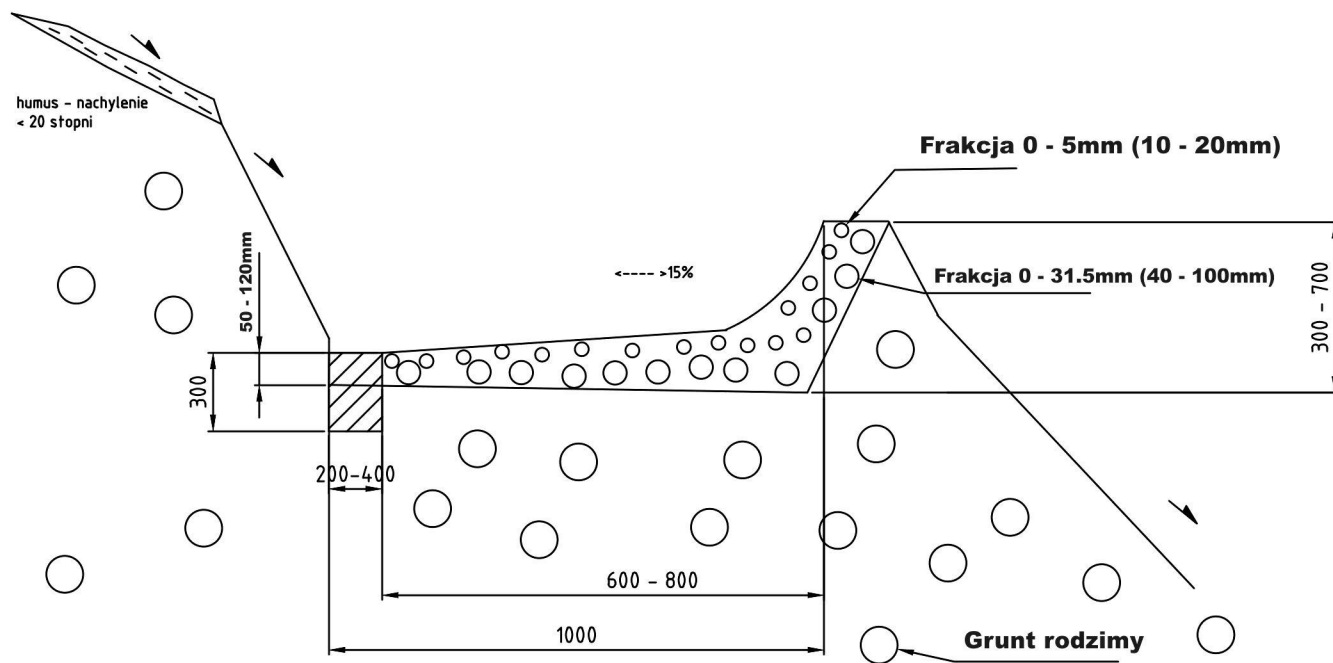 humus - nachylenie
< 20 stopni
Frakcja 0 - 5mm (10 - 20mm)
50 - 120mm
<---- >15%
Frakcja 0 - 31.5mm (40 - 100mm)
300 - 700
300
200-400
600 - 800
1000
Grunt rodzimy